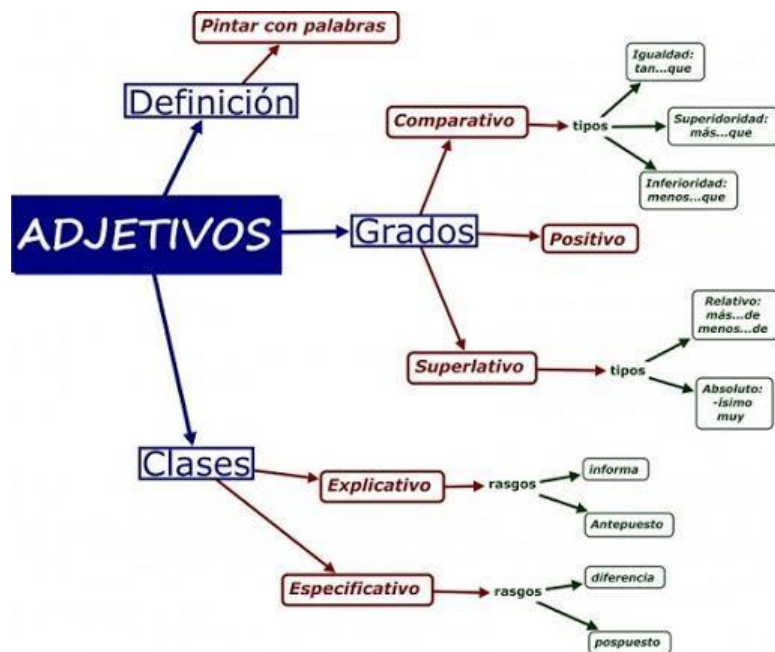 Pintar con palabras
Definición
ADJETIVOS
Grados
Comparativo
tipos
Igualdad:
tan...que
Superidoridad:
más...que
Inferioridad:
menos...que
Positivo
Superlativo
tipos
Relativo:
más...de
menos...de
Absoluto:
-ísimo
muy
Clases
Explicativo
rasgos
informa
Antepuesto
Especificativo
rasgos
diferencia
pospuesto